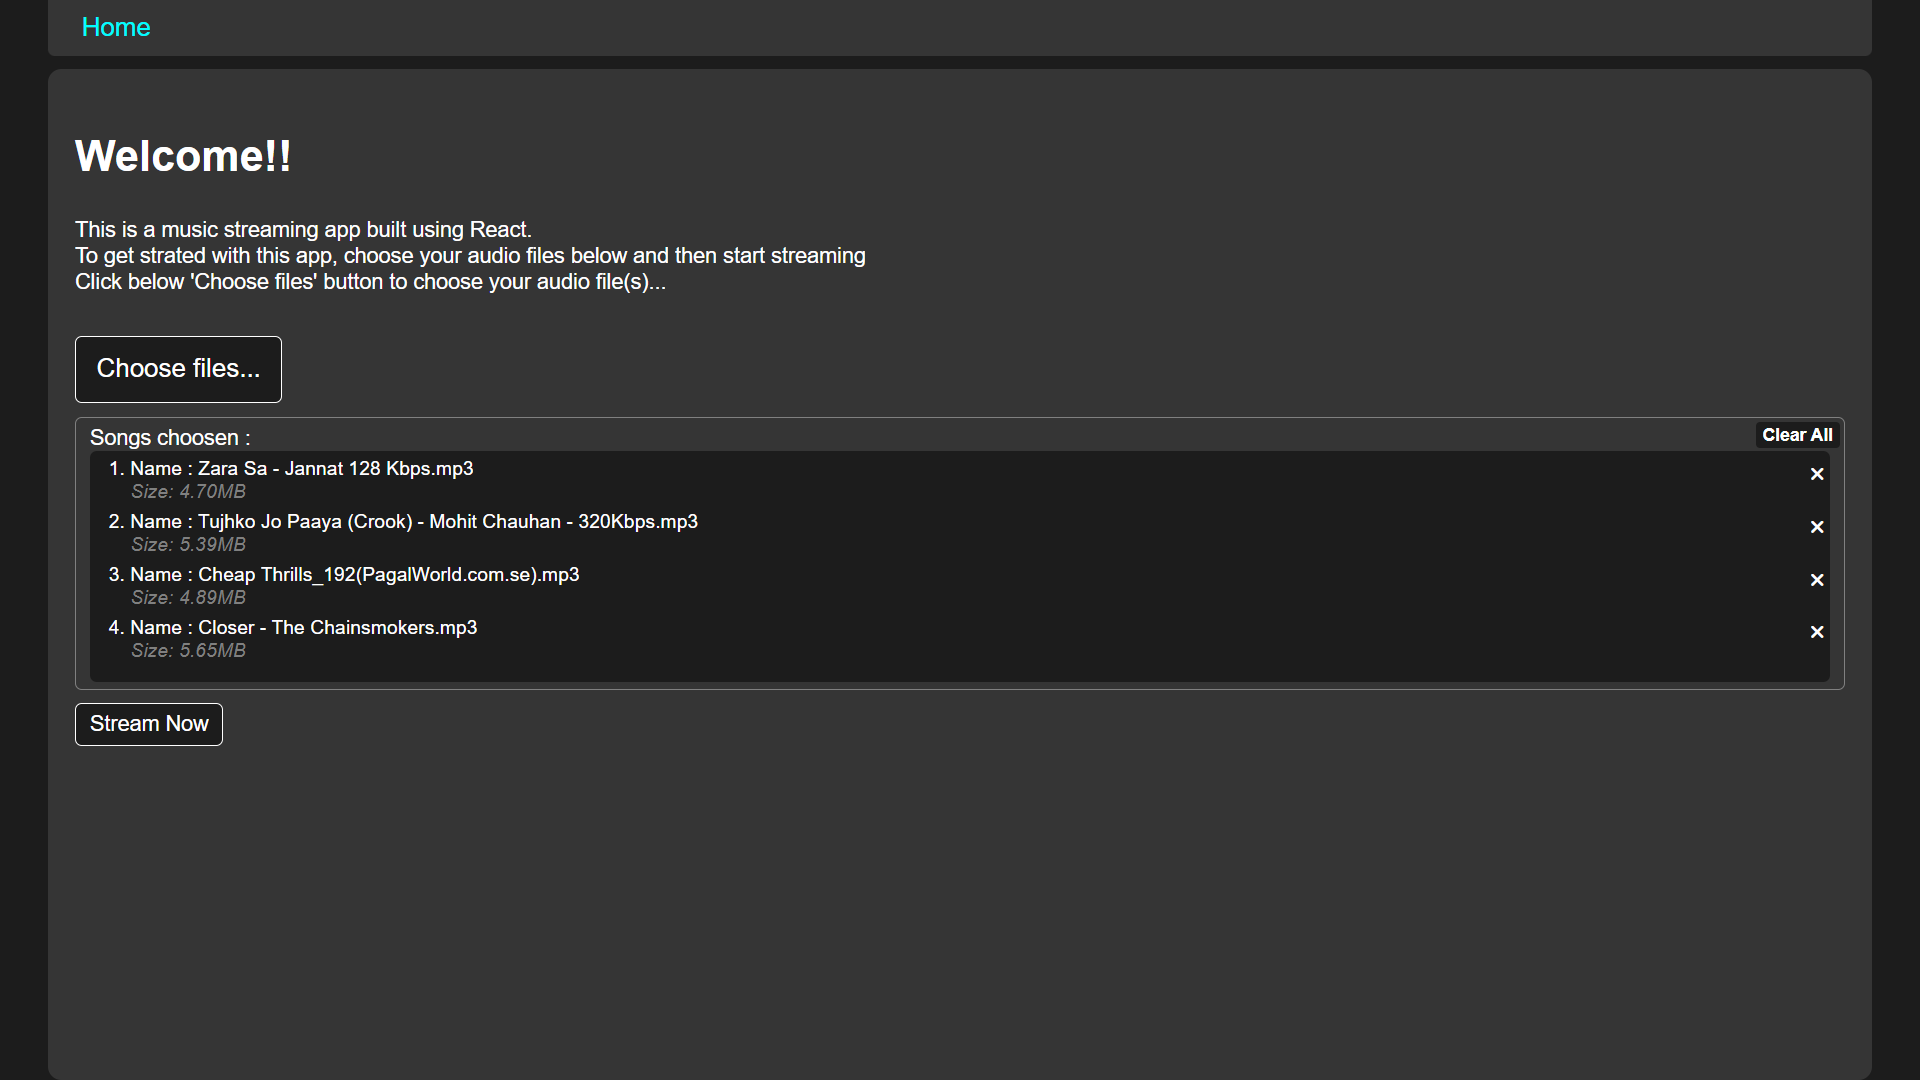 Home
Welcome!!
This is a music streaming app built using React.
To get strated with this app, choose your audio files below and then start streaming
Click below 'Choose files' button to choose your audio file(s)...
Choose files...
Songs choosen :
Clear All
1. Name : Zara Sa - Jannat 128 Kbps.mp3
Size: 4.70MB
2. Name : Tujhko Jo Paaya (Crook) - Mohit Chauhan - 320Kbps.mp3
Size: 5.39MB
3. Name : Cheap Thrills_192(PagalWorld.com.se).mp3
Size: 4.89MB
4. Name : Closer - The Chainsmokers.mp3
Size: 5.65MB
Stream Now